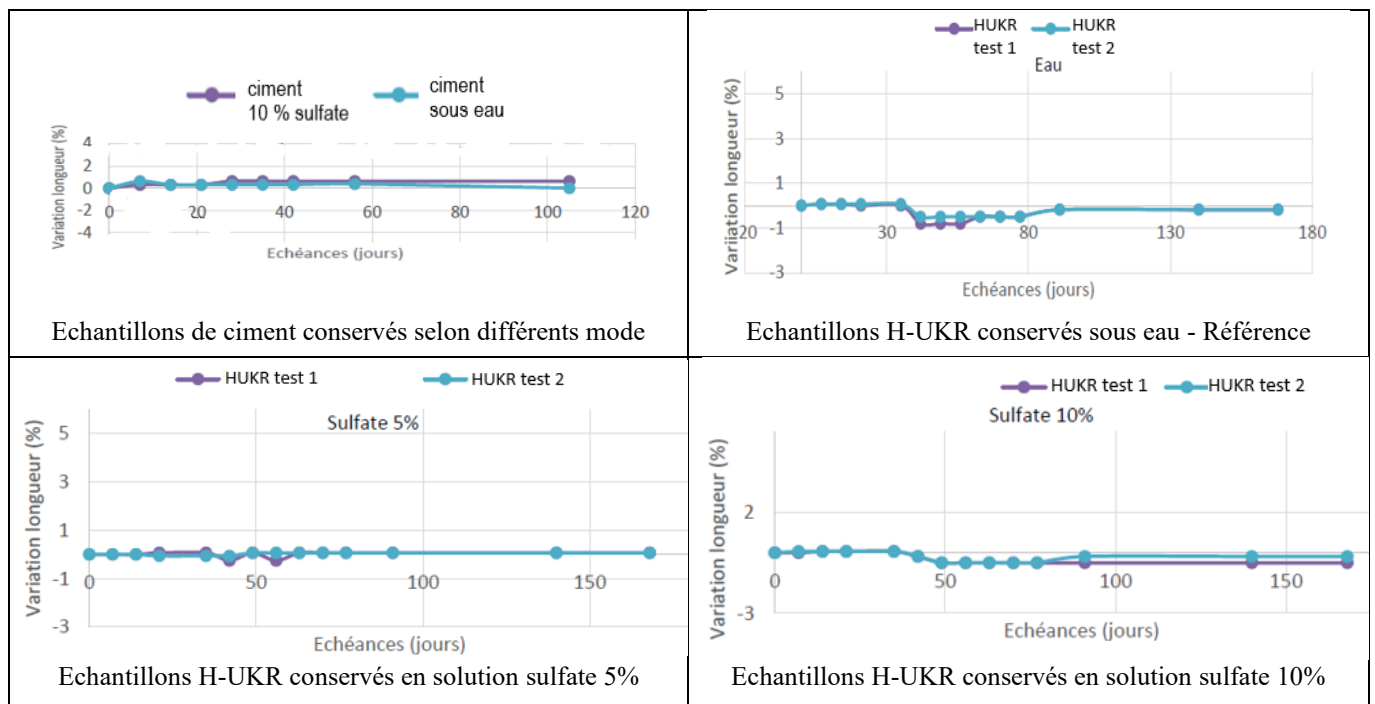 ciment
10 % sulfate
ciment
sous eau
Variation longueur (%)
4
2
0
-2
-4
0
20
40
60
80
100
120
Echéances (jours)
Echantillons de ciment conservés selon différents mode
HUKR
test 1
HUKR
test 2
Eau
Variiation longueur (%)
5
3
1
-1
-3
20
30
80
130
180
Echéances (jours)
Echantillons H-UKR conservés sous eau - Référence
HUKR test 1
HUKR test 2
Sulfate 5%
Variation longueur (%)
5
3
1
-1
-3
0
50
100
150
Echéances (jours)
Echantillons H-UKR conservés en solution sulfate 5%
HUKR test 1
HUKR test 2
Sulfate 10%
Variation longueur (%)
2
-3
0
50
100
150
Echéances (jours)
Echantillons H-UKR conservés en solution sulfate 10%